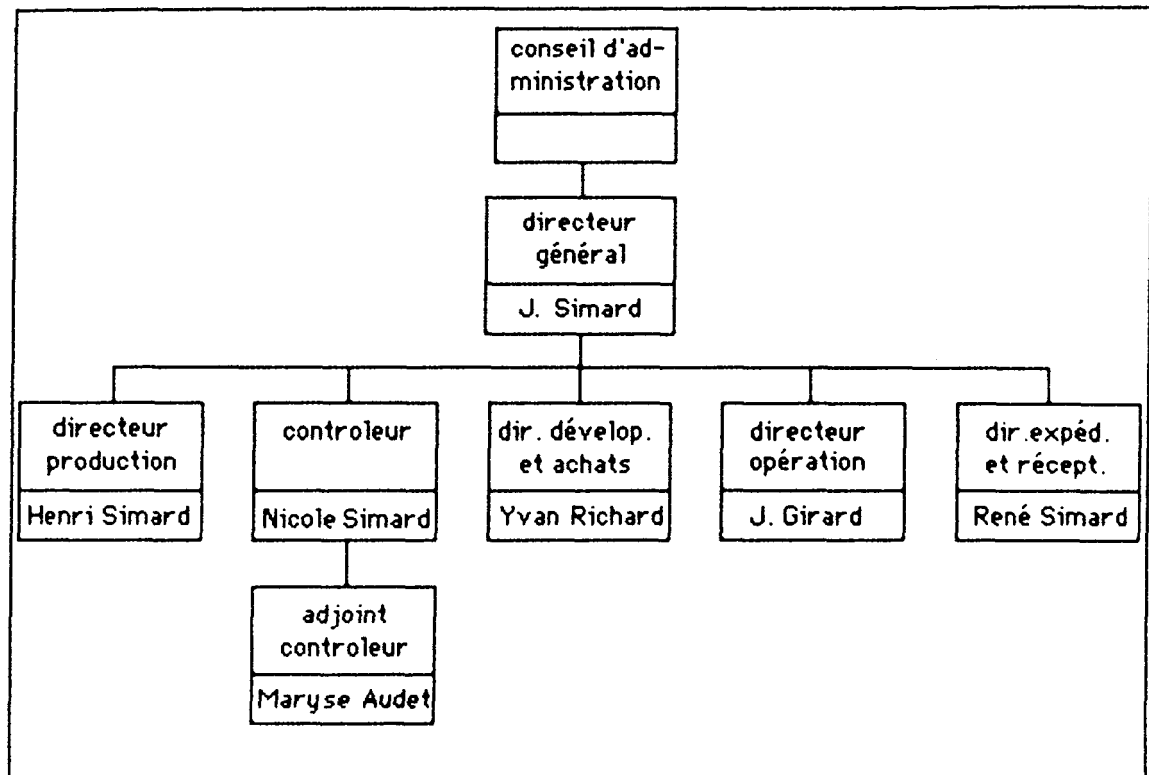 conseil d'ad-
ministration
directeur
général
J. Simard
directeur
production
Henri Simard
controleur
Nicole Simard
dir. dévelop.
et achats
Yvan Richard
directeur
opération
J. Girard
dir.expéd.
et récept.
René Simard
adjoint
controleur
Maryse Audet